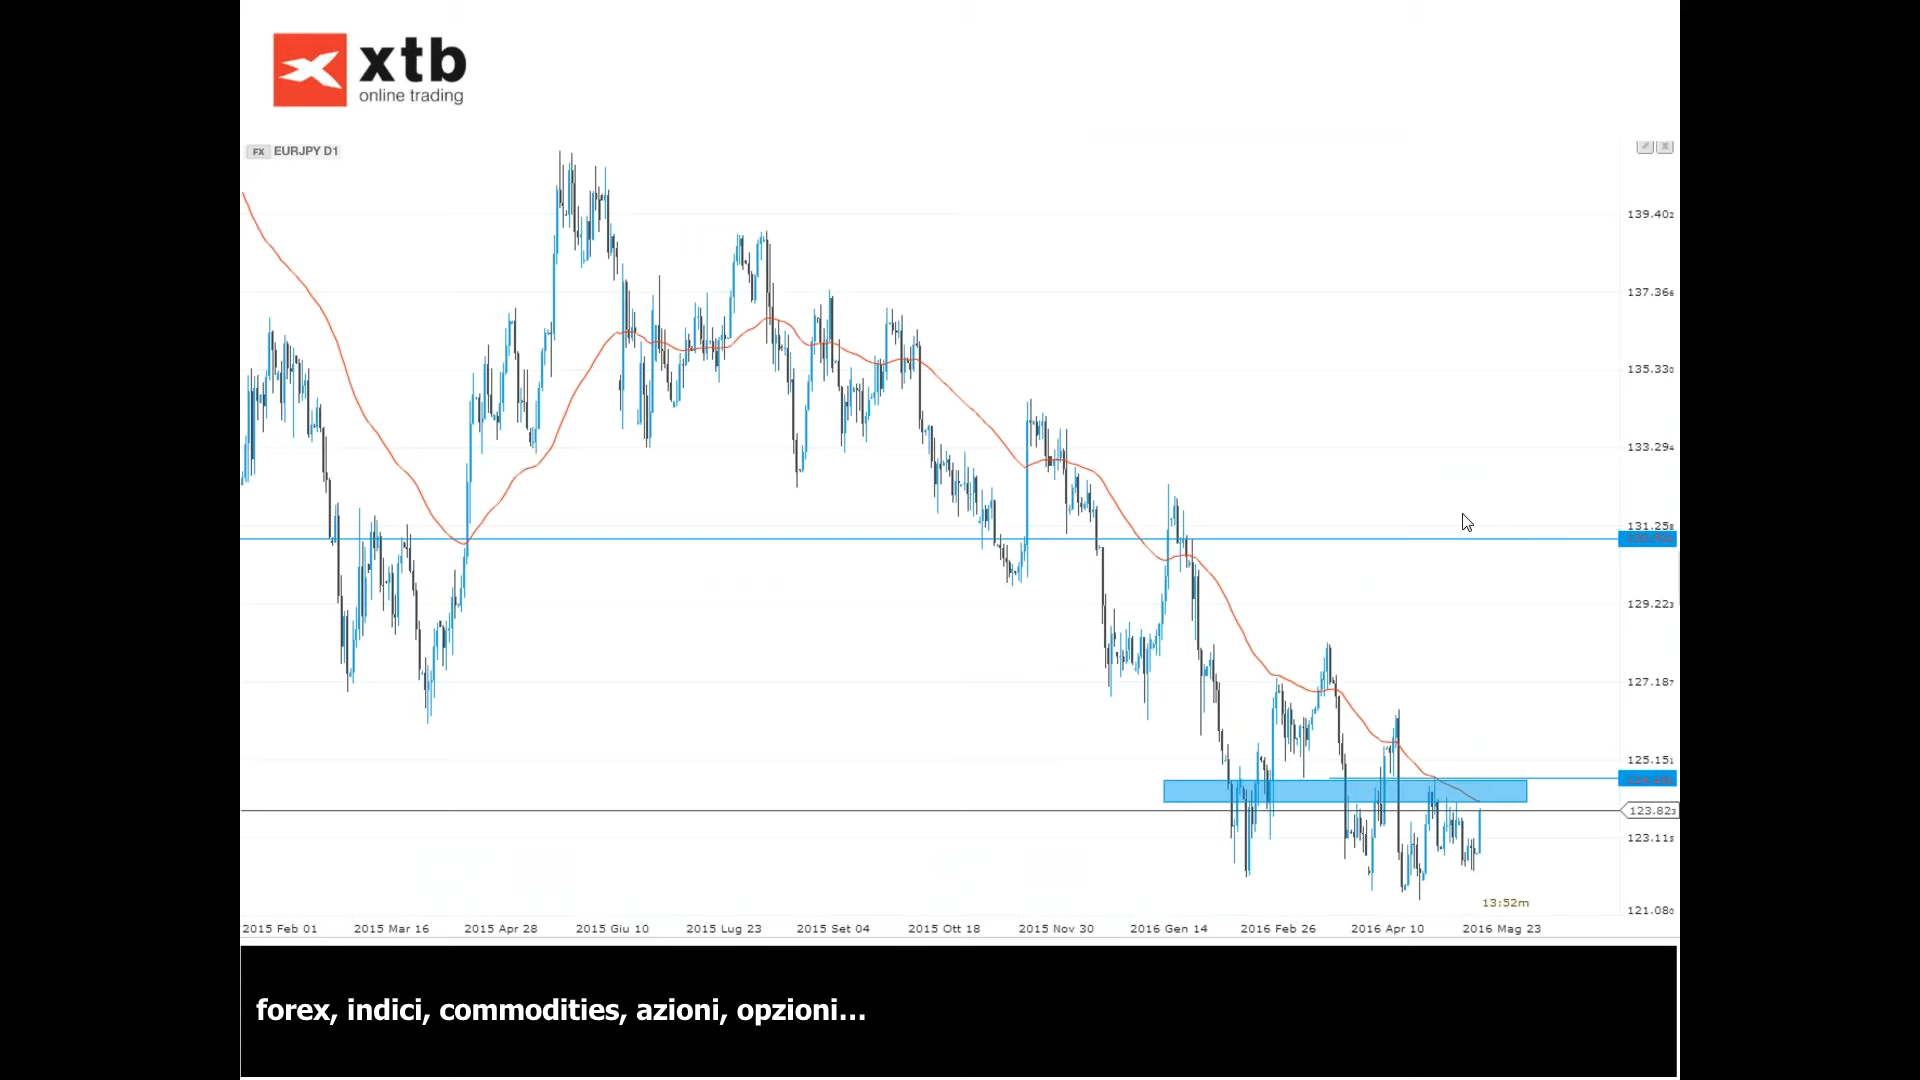 xtb
online trading
FX EURJPY D1
139.402
137.366
135.330
133.294
131.258
129.223
127.187
125.151
123.823
123.115
121.080
13:52m
2015 Feb 01 2015 Mar 16 2015 Apr 28 2015 Giu 10 2015 Lug 23 2015 Set 04 2015 Ott 18 2015 Nov 30 2016 Gen 14 2016 Feb 26 2016 Apr 10 2016 Mag 23
forex, indici, commodities, azioni, opzioni...